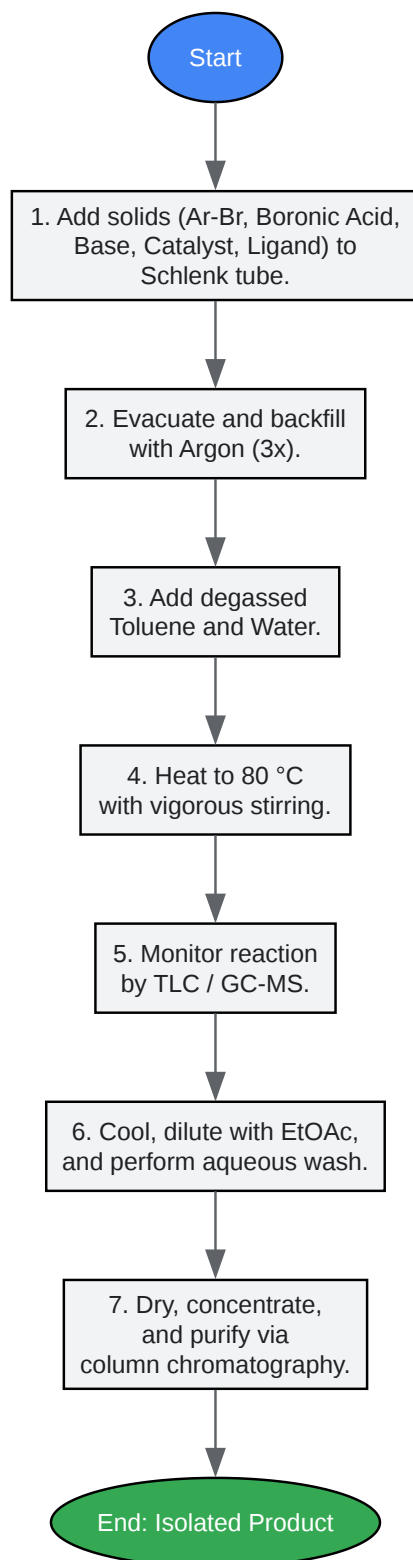 Start
1. Add solids (Ar-Br, Boronic Acid,
Base, Catalyst, Ligand) to
Schlenk tube.
2. Evacuate and backfill
with Argon (3x).
3. Add degassed
Toluene and Water.
4. Heat to 80 °C
with vigorous stirring.
5. Monitor reaction
by TLC / GC-MS.
6. Cool, dilute with EtOAc,
and perform aqueous wash.
7. Dry, concentrate,
and purify via
column chromatography.
End: Isolated Product